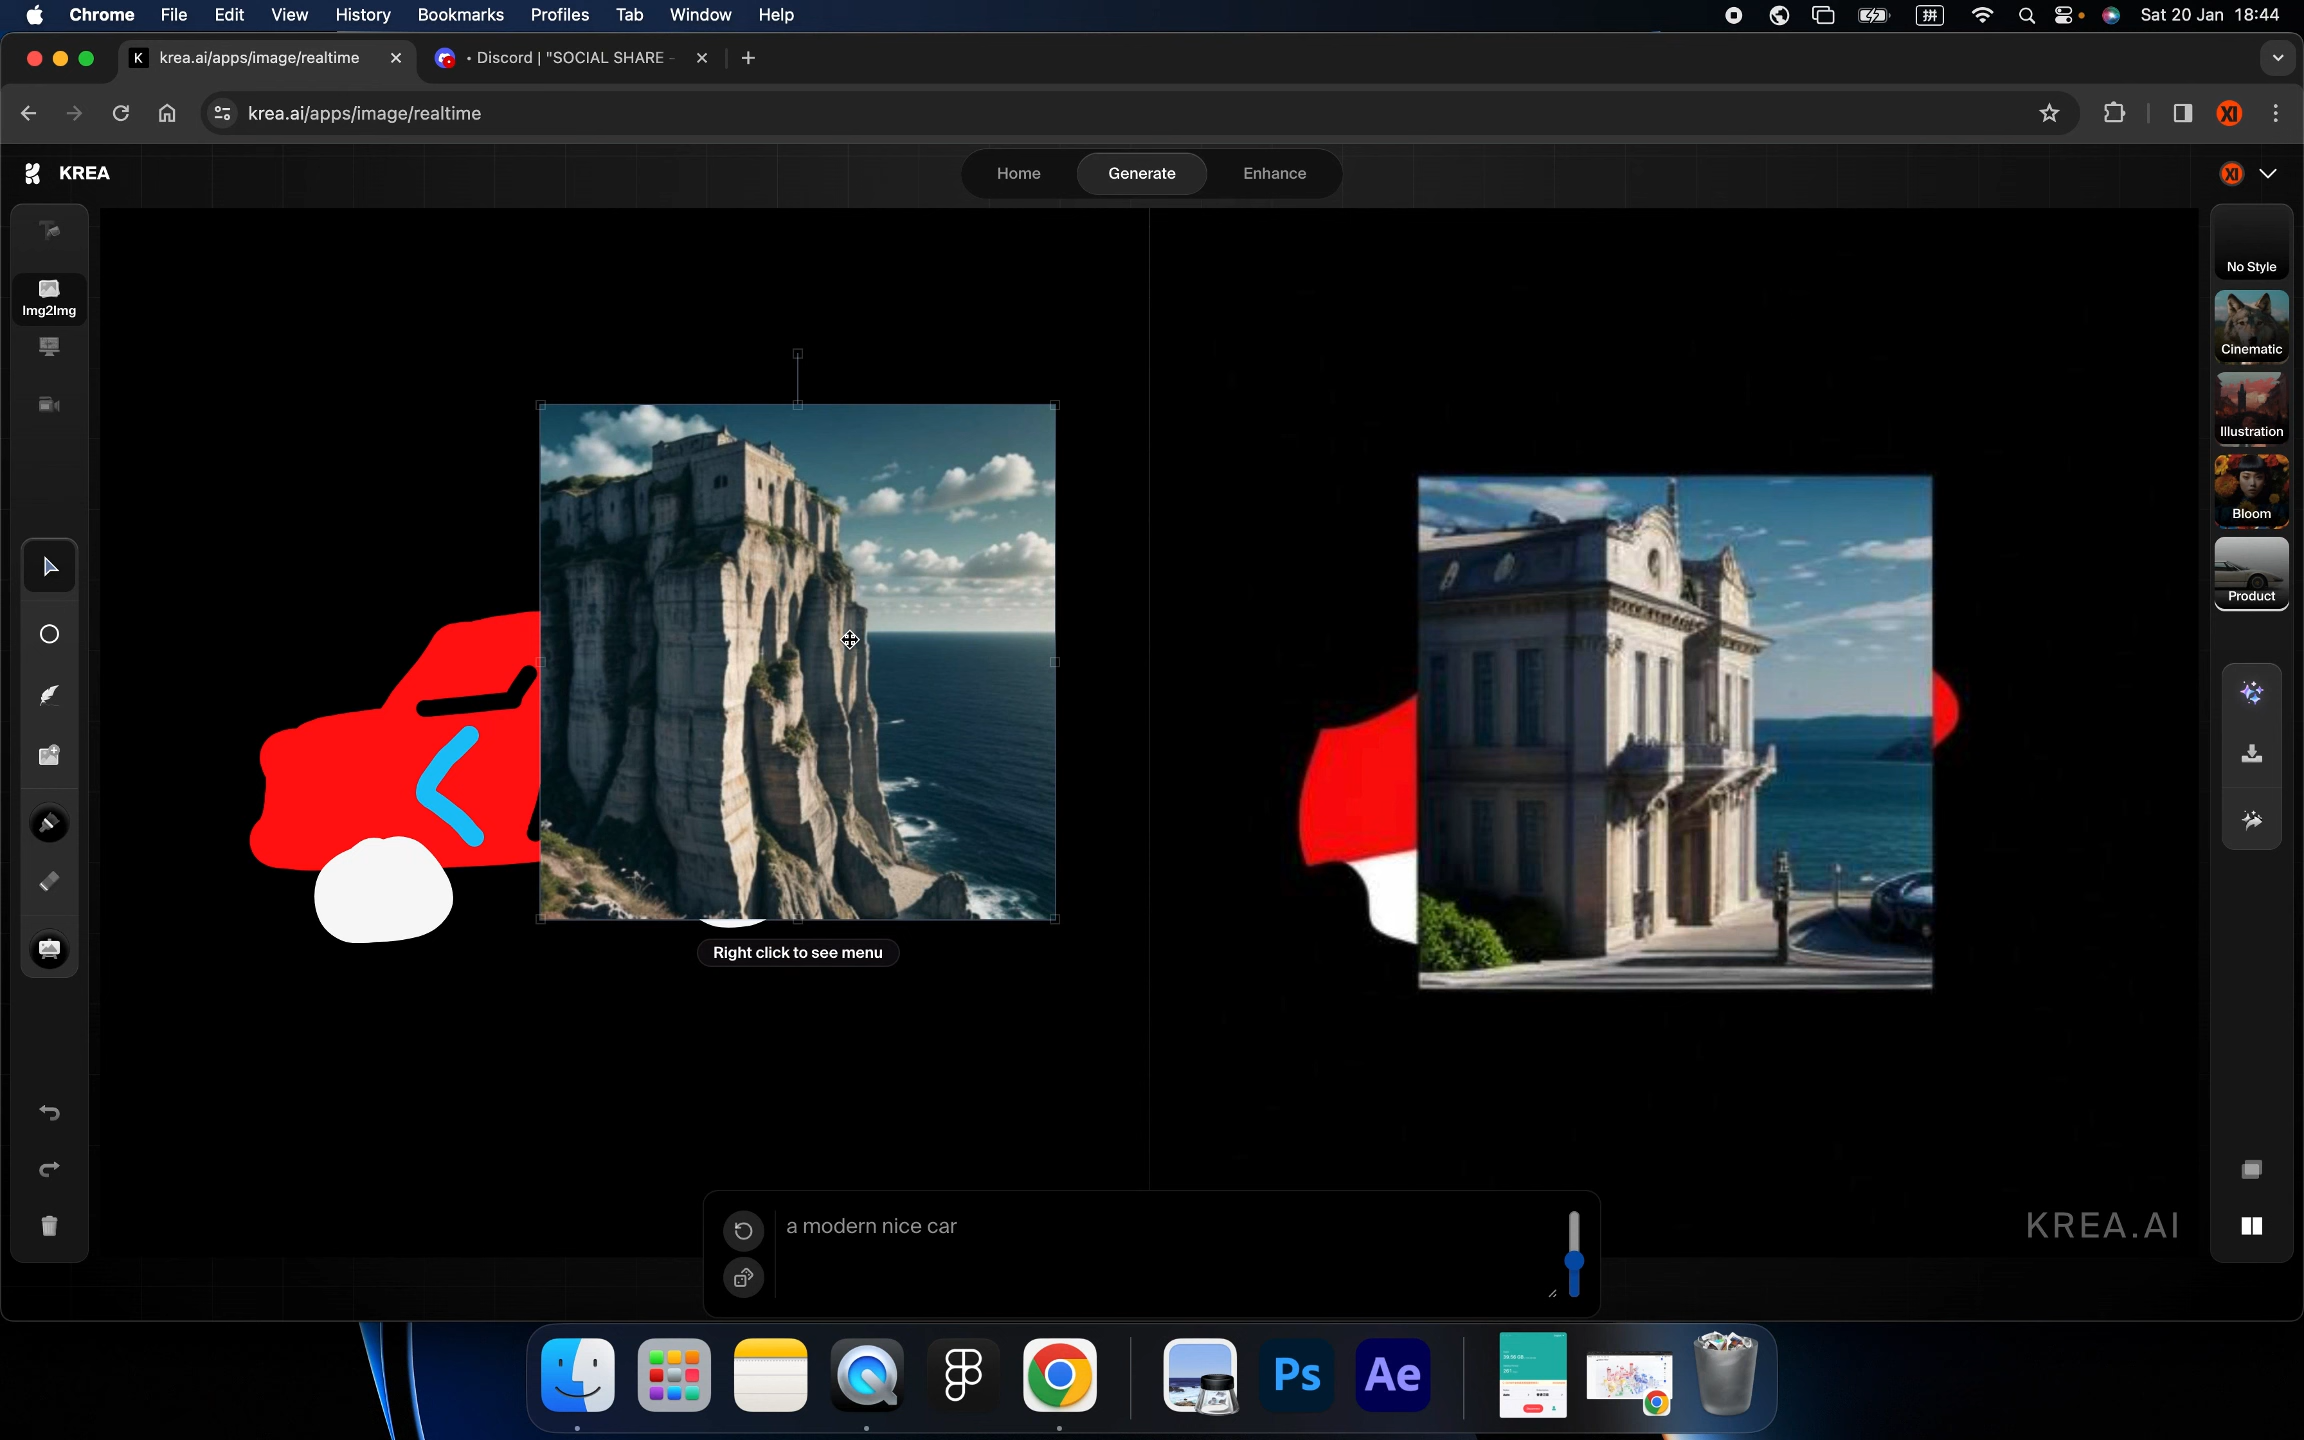 Chrome File Edit View History Bookmarks Profiles Tab Window Help Sat 20 Jan 18:44
K krea.ai/apps/image/realtime • Discord | "SOCIAL SHARE -
krea.ai/apps/image/realtime XI
KREA Home Generate Enhance XI
No Style
Img2Img
Cinematic
Illustration
Bloom
Product
Right click to see menu
a modern nice car
KREA.AI
Ps Ae